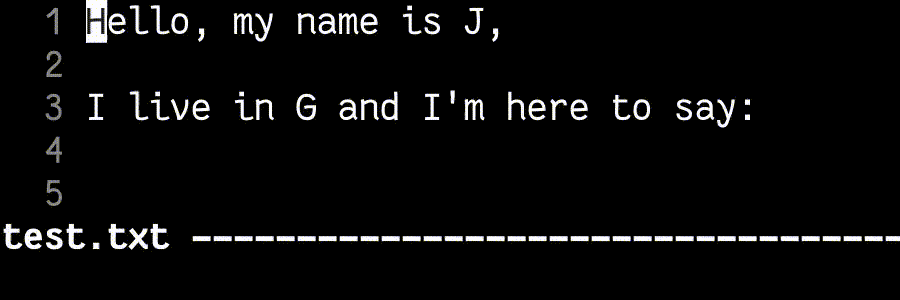 1 Hello, my name is J,
2
3 I live in G and I'm here to say:
4
5
test.txt ----------------------------------